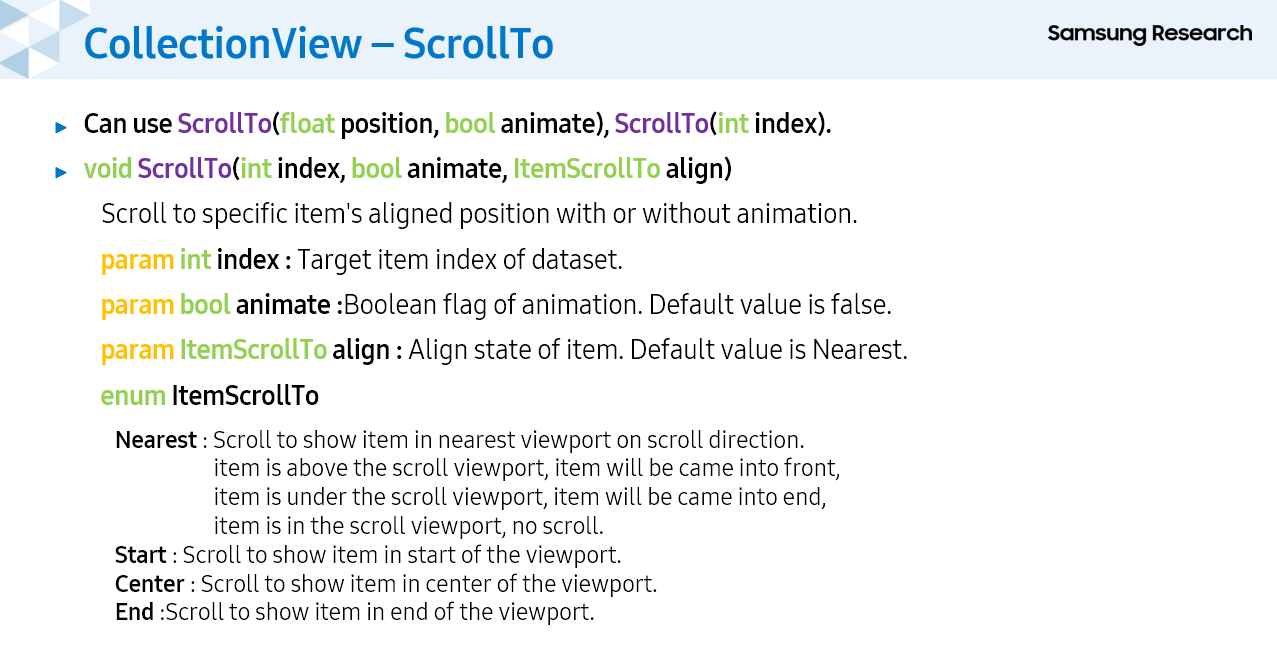 CollectionView – ScrollTo
Samsung Research
Can use ScrollTo(float position, bool animate), ScrollTo(int index).
void ScrollTo(int index, bool animate, ItemScrollTo align)
Scroll to specific item's aligned position with or without animation.
param int index : Target item index of dataset.
param bool animate :Boolean flag of animation. Default value is false.
param ItemScrollTo align : Align state of item. Default value is Nearest.
enum ItemScrollTo
Nearest : Scroll to show item in nearest viewport on scroll direction.
item is above the scroll viewport, item will be came into front,
item is under the scroll viewport, item will be came into end,
item is in the scroll viewport, no scroll.
Start : Scroll to show item in start of the viewport.
Center : Scroll to show item in center of the viewport.
End :Scroll to show item in end of the viewport.